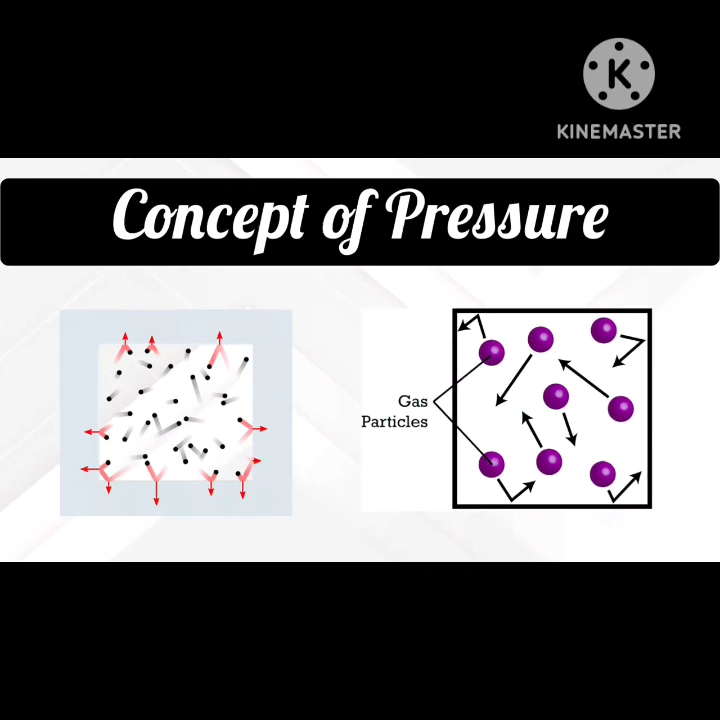 K
KINEMASTER
Concept of Pressure
Gas
Particles